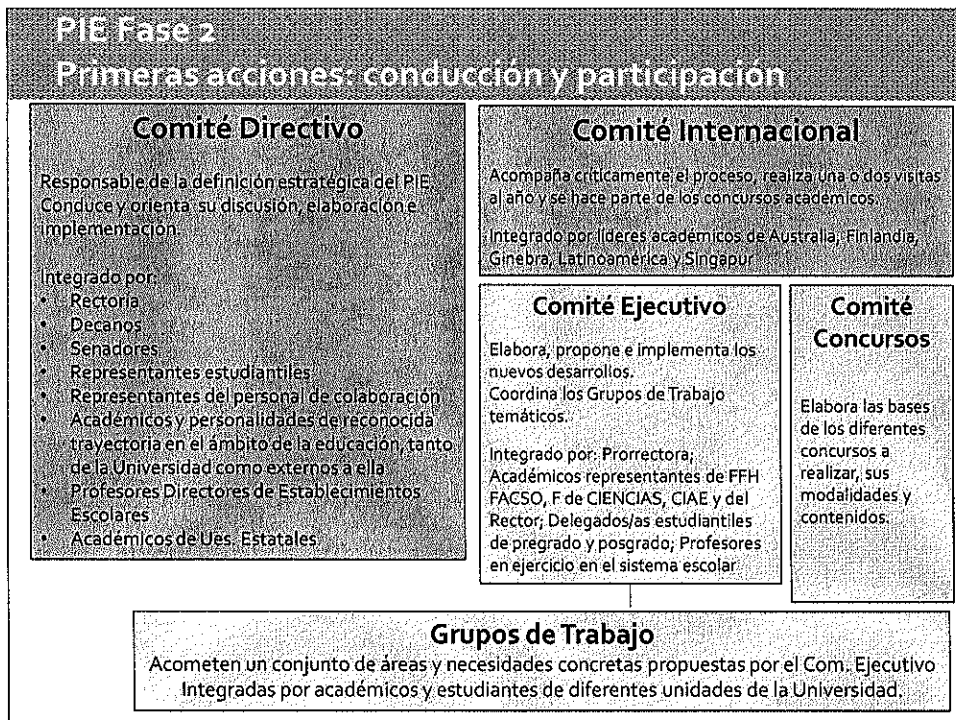 PIE Fase 2
Primeras acciones: conducción y participación
Comité Directivo
Responsable de la definición estratégica del PIE.
Conduce y orienta su discusión, elaboración e
implementación.
Integrado por:
• Rectoría
• Decanos
• Senadores
• Representantes estudiantiles
• Representantes del personal de colaboración
• Académicos y personalidades de reconocida
trayectoria en el ámbito de la educación, tanto
de la Universidad como externos a ella
• Profesores Directores de Establecimientos
Escolares
• Académicos de Ues. Estatales
Comité Internacional
Acompaña críticamente el proceso, realiza una o dos visitas
al año y se hace parte de los concursos académicos.
Integrado por líderes academicos de Australia, Finlandia,
Ginebra, Latinoamérica y Singapur
Comité Ejecutivo
Elabora, propone e implementa los
nuevos desarrollos.
Coordina los Grupos de Trabajo
temáticos.
Integrado por: Prorrectora;
Académicos representantes de FFH
FACSO, F de CIENCIAS, CIAE y del
Rector; Delegados/as estudiantiles
de pregrado y posgrado; Profesores
en ejercicio en el sistema escolar
Comité
Concursos
Elabora las bases
de los diferentes
concursos a
realizar, sus
modalidades y
contenidos.
Grupos de Trabajo
Acometen un conjunto de áreas y necesidades concretas propuestas por el Com. Ejecutivo
Integradas por académicos y estudiantes de diferentes unidades de la Universidad.